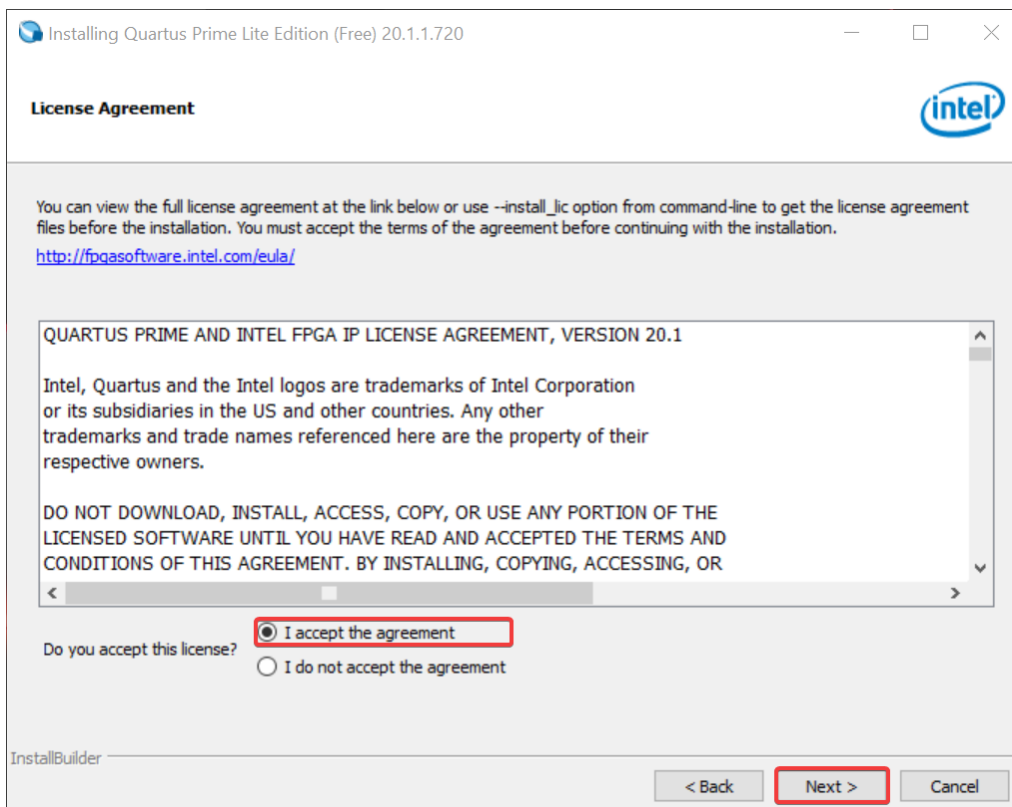 Installing Quartus Prime Lite Edition (Free) 20.1.1.720
License Agreement
intel
You can view the full license agreement at the link below or use --install_lic option from command-line to get the license agreement
files before the installation. You must accept the terms of the agreement before continuing with the installation.
http://fpgasoftware.intel.com/eula/
QUARTUS PRIME AND INTEL FPGA IP LICENSE AGREEMENT, VERSION 20.1
Intel, Quartus and the Intel logos are trademarks of Intel Corporation
or its subsidiaries in the US and other countries. Any other
trademarks and trade names referenced here are the property of their
respective owners.
DO NOT DOWNLOAD, INSTALL, ACCESS, COPY, OR USE ANY PORTION OF THE
LICENSED SOFTWARE UNTIL YOU HAVE READ AND ACCEPTED THE TERMS AND
CONDITIONS OF THIS AGREEMENT. BY INSTALLING, COPYING, ACCESSING, OR
Do you accept this license?
I accept the agreement
I do not accept the agreement
InstallBuilder
< Back
Next >
Cancel